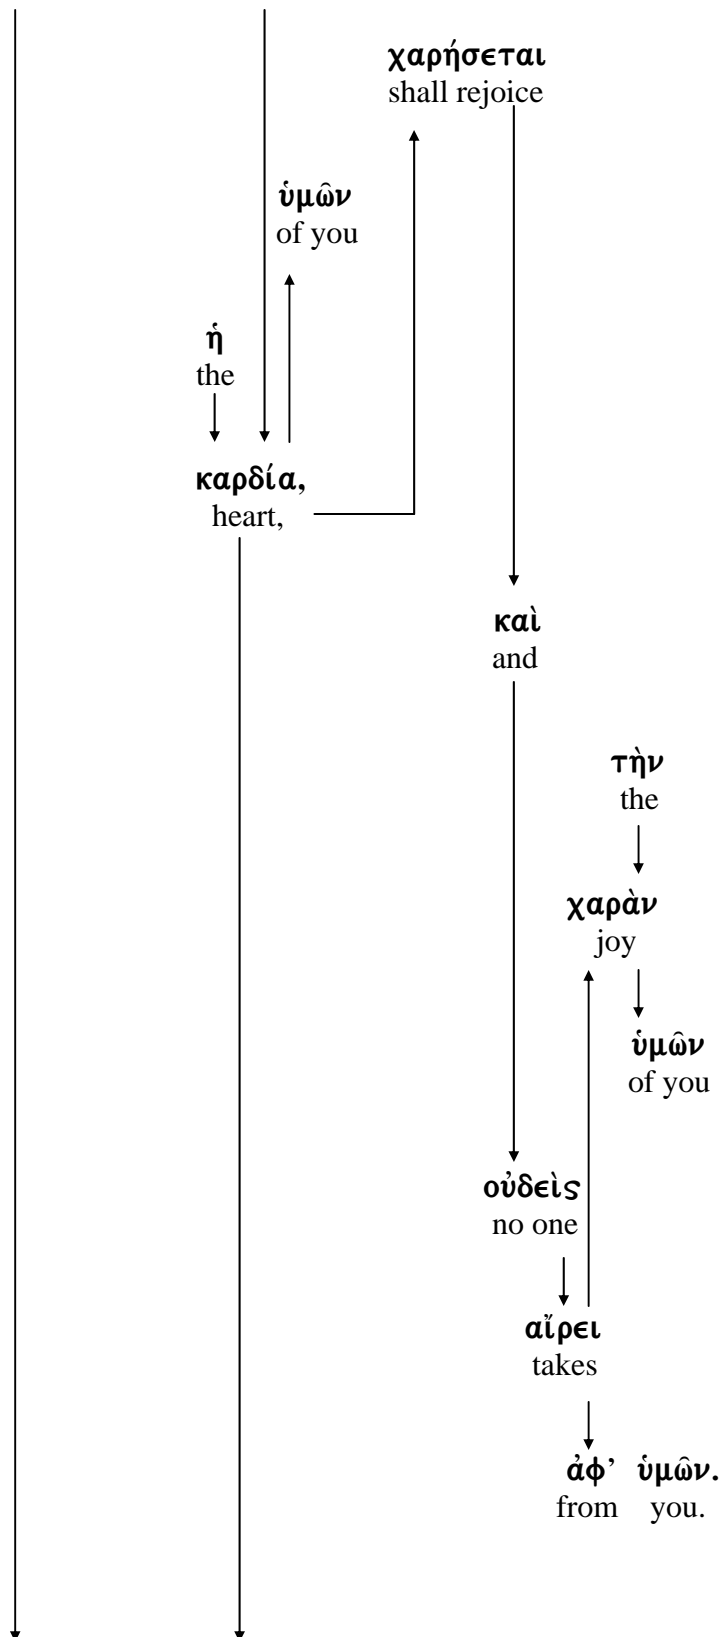 χαρήσεται
shall rejoice
ὑμῶν
of you
ἡ
the
καρδία,
heart,
καὶ
and
τὴν
the
χαρὰν
joy
ὑμῶν
of you
οὐδεὶς
no one
αἴρει
takes
ἀφ’ ὑμῶν.
from you.